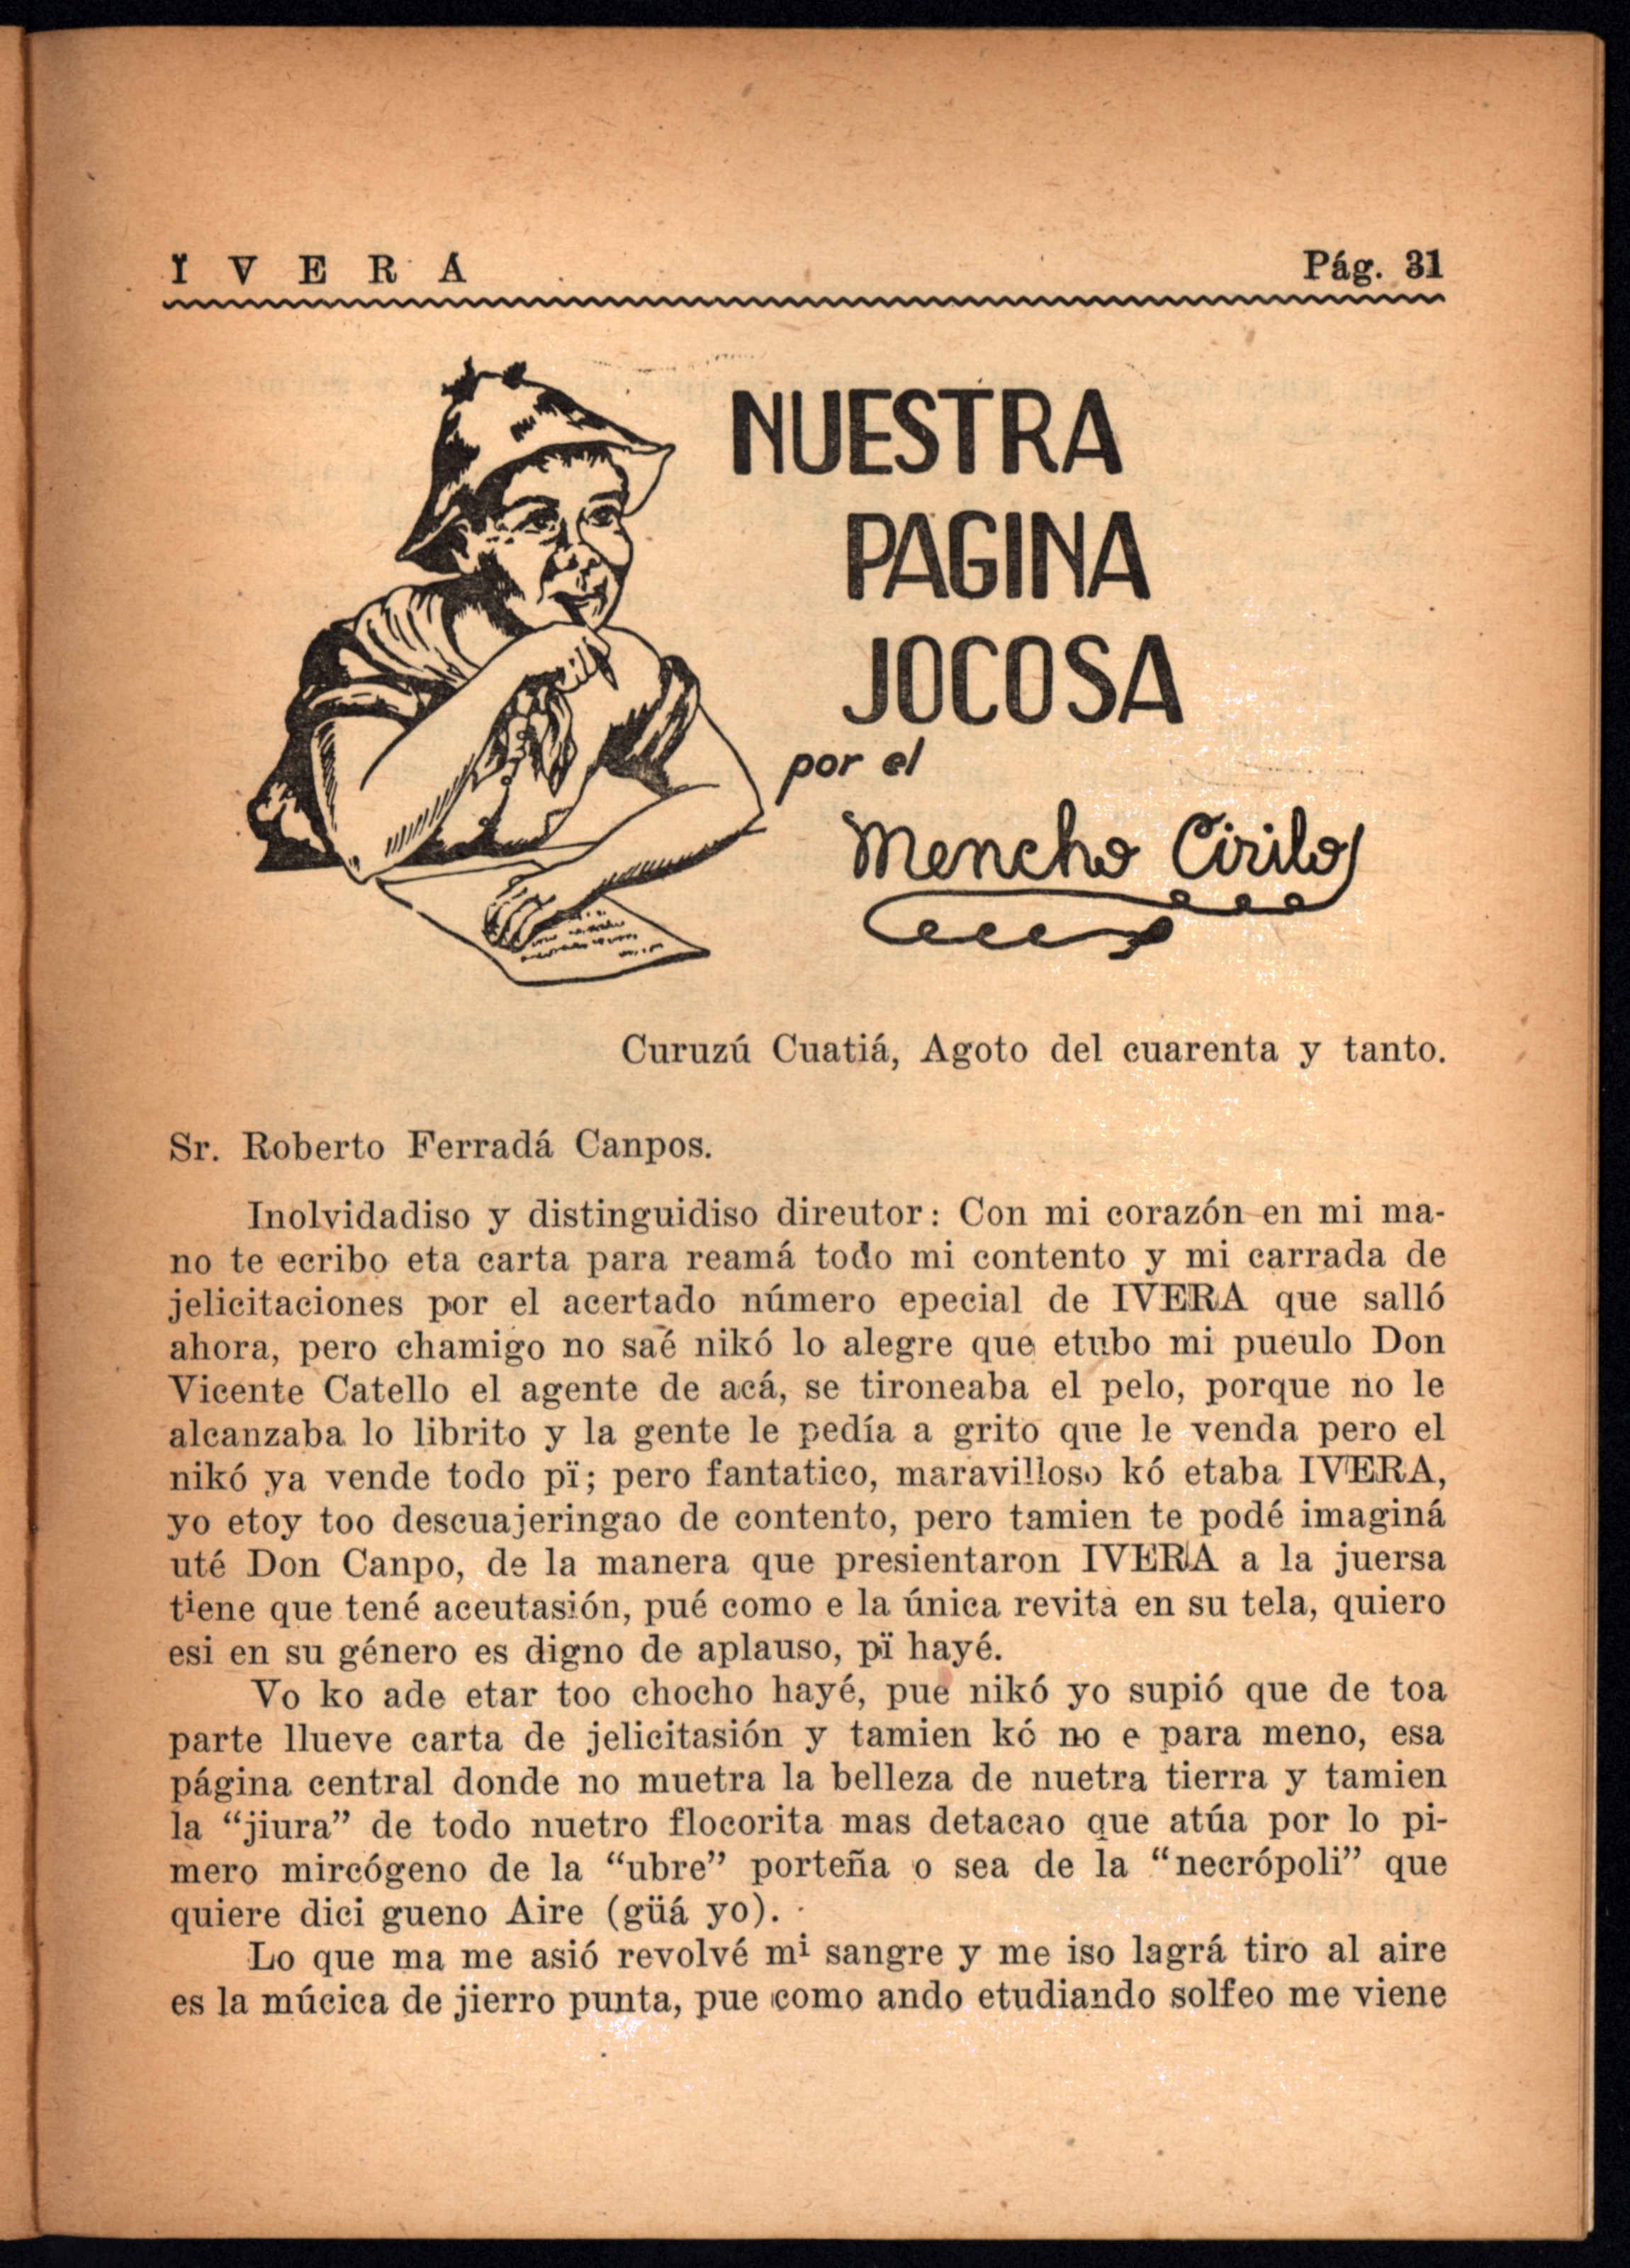 Ï V E R Á
Pág. 31
NUESTRA
PAGINA
JOCOSA
por el
Mencho Cirilo
Curuzú Cuatiá, Agoto del cuarenta y tanto.
Sr. Roberto Ferradá Canpos.
Inolvidadiso y distinguidiso direutor: Con mi corazón en mi ma-
no te ecribo eta carta para reamá todo mi contento y mi carrada de
jelicitaciones por el acertado número epecial de IVERA que salló
ahora, pero chamigo no saé nikó lo alegre que etubo mi pueulo Don
Vicente Catello el agente de acá, se tironeaba el pelo, porque no le
alcanzaba lo librito y la gente le pedía a grito que le venda pero el
nikó ya vende todo pï; pero fantatico, maravilloso kó etaba IVERA,
yo etoy too descuajeringao de contento, pero tamien te podé imaginá
uté Don Canpo, de la manera que presientaron IVERA a la juersa
tiene que tené aceutasión, pué como e la única revita en su tela, quiero
esi en su género es digno de aplauso, pï hayé.
Vo ko ade etar too chocho hayé, pue nikó yo supió que de toa
parte llueve carta de jelicitasión y tamien kó no e para meno, esa
página central donde no muetra la belleza de nuetra tierra y tamien
la “jiura” de todo nuetro flocorita mas detacao que atúa por lo pi-
mero mircógeno de la “ubre” porteña o sea de la “necrópoli” que
quiere dici gueno Aire (güá yo).
Lo que ma me asió revolvé mi sangre y me iso lagrá tiro al aire
es la múcica de jierro punta, pue como ando etudiando solfeo me viene